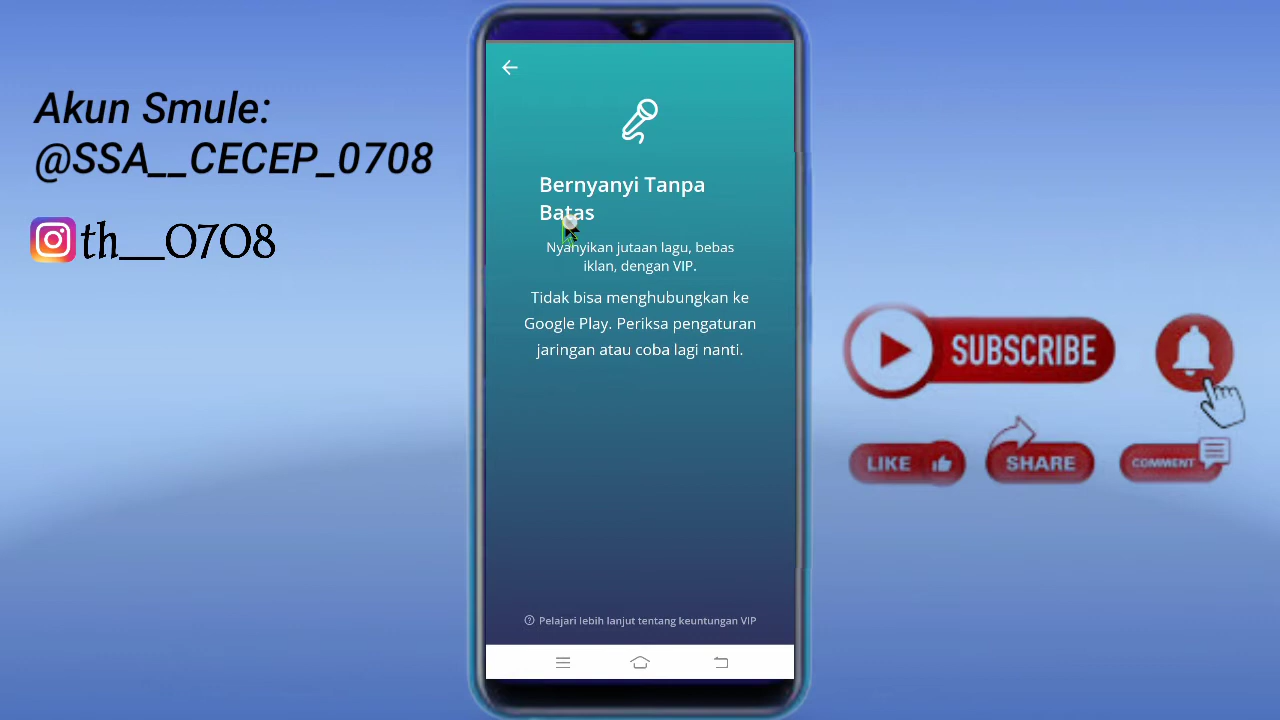 Akun Smule:
@SSA__CECEP_0708
th__0708
Bernyanyi Tanpa
Batas
Nyanyikan jutaan lagu, bebas
iklan, dengan VIP.
Tidak bisa menghubungkan ke
Google Play. Periksa pengaturan
jaringan atau coba lagi nanti.
Pelajari lebih lanjut tentang keuntungan VIP
SUBSCRIBE
LIKE
SHARE
COMMENT